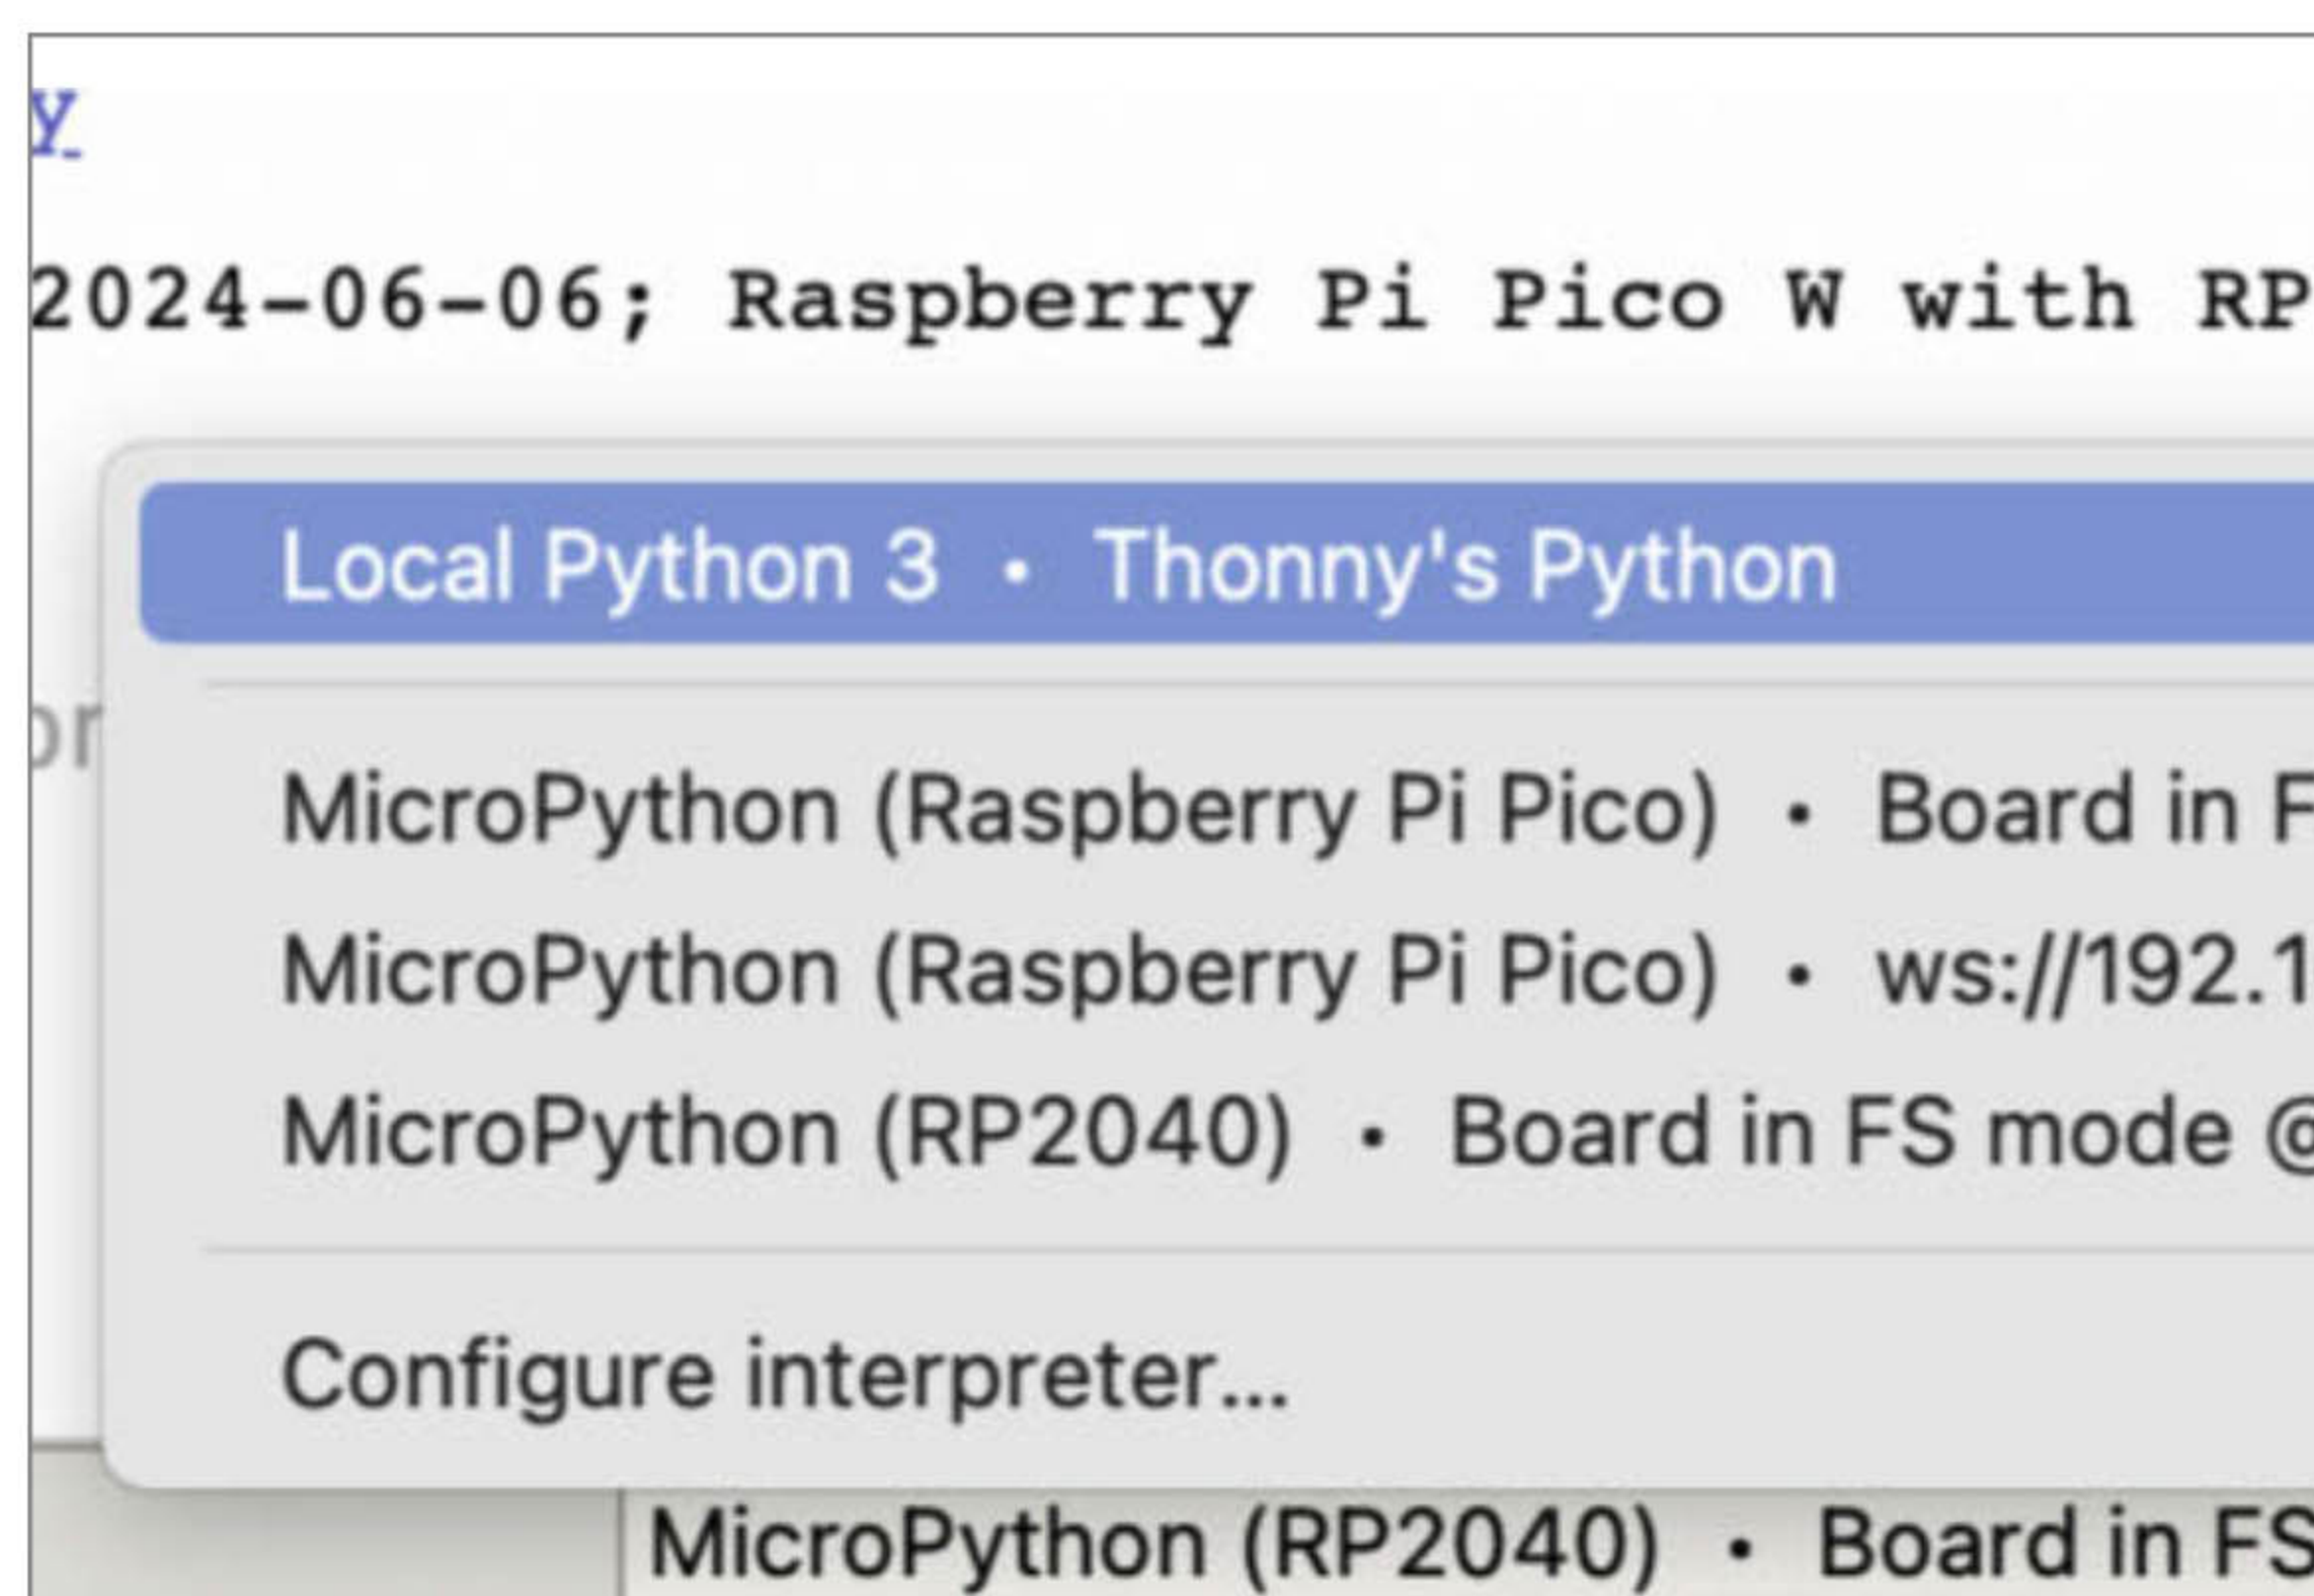 y
2024-06-06; Raspberry Pi Pico W with RP
Local Python 3 • Thonny's Python
or
MicroPython (Raspberry Pi Pico) • Board in F
MicroPython (Raspberry Pi Pico) • ws://192.1
MicroPython (RP2040) • Board in FS mode @
Configure interpreter...
MicroPython (RP2040) • Board in FS